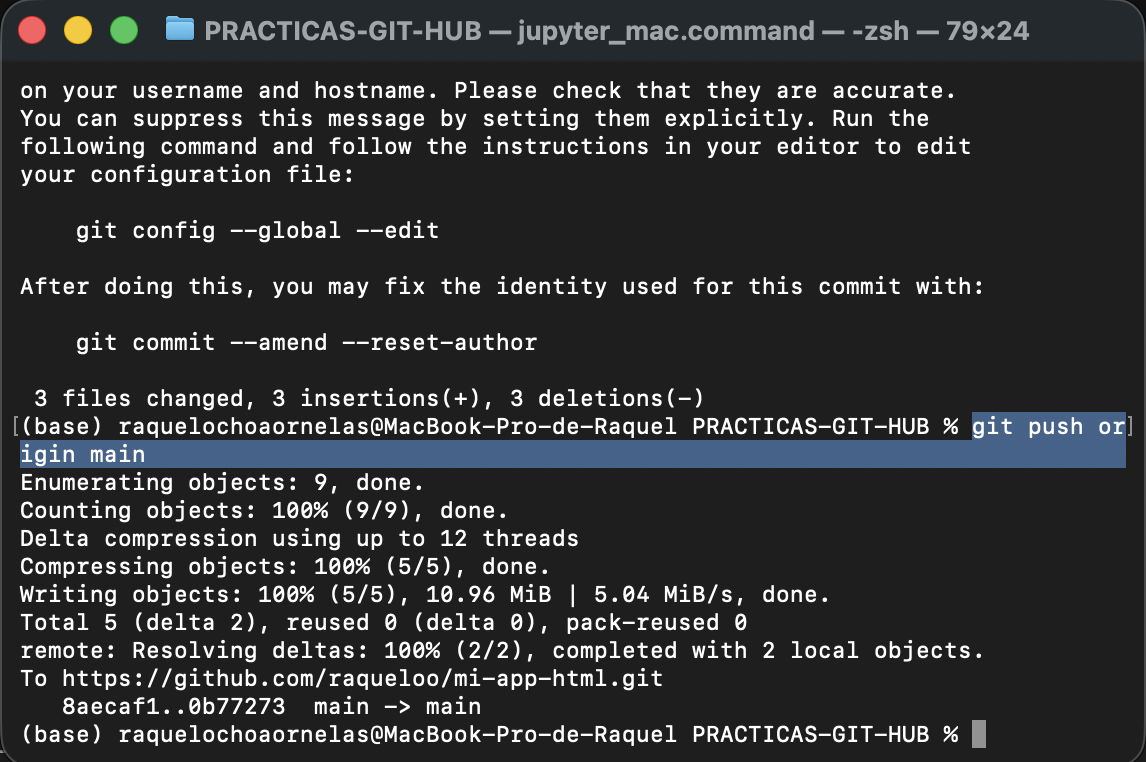 PRACTICAS-GIT-HUB — jupyter_mac.command — -zsh — 79×24
on your username and hostname. Please check that they are accurate.
You can suppress this message by setting them explicitly. Run the
following command and follow the instructions in your editor to edit
your configuration file:
git config --global --edit
After doing this, you may fix the identity used for this commit with:
git commit --amend --reset-author
3 files changed, 3 insertions(+), 3 deletions(-)
[(base) raquelochoaornelas@MacBook-Pro-de-Raquel PRACTICAS-GIT-HUB % git push or]
igin main
Enumerating objects: 9, done.
Counting objects: 100% (9/9), done.
Delta compression using up to 12 threads
Compressing objects: 100% (5/5), done.
Writing objects: 100% (5/5), 10.96 MiB | 5.04 MiB/s, done.
Total 5 (delta 2), reused 0 (delta 0), pack-reused 0
remote: Resolving deltas: 100% (2/2), completed with 2 local objects.
To https://github.com/raqueloo/mi-app-html.git
8aecaf1..0b77273  main -> main
(base) raquelochoaornelas@MacBook-Pro-de-Raquel PRACTICAS-GIT-HUB %